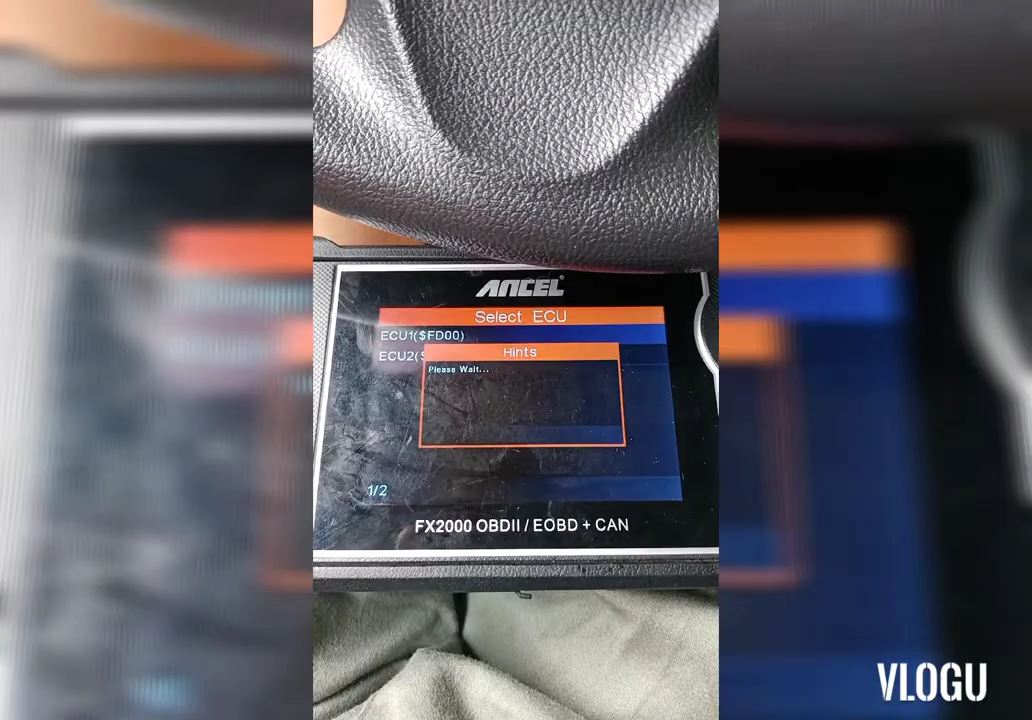 ANCEL
Select ECU
ECU1($FD00)
ECU2($
Hints
Please Wait...
1/2
FX2000 OBDII / EOBD + CAN
VLOGU